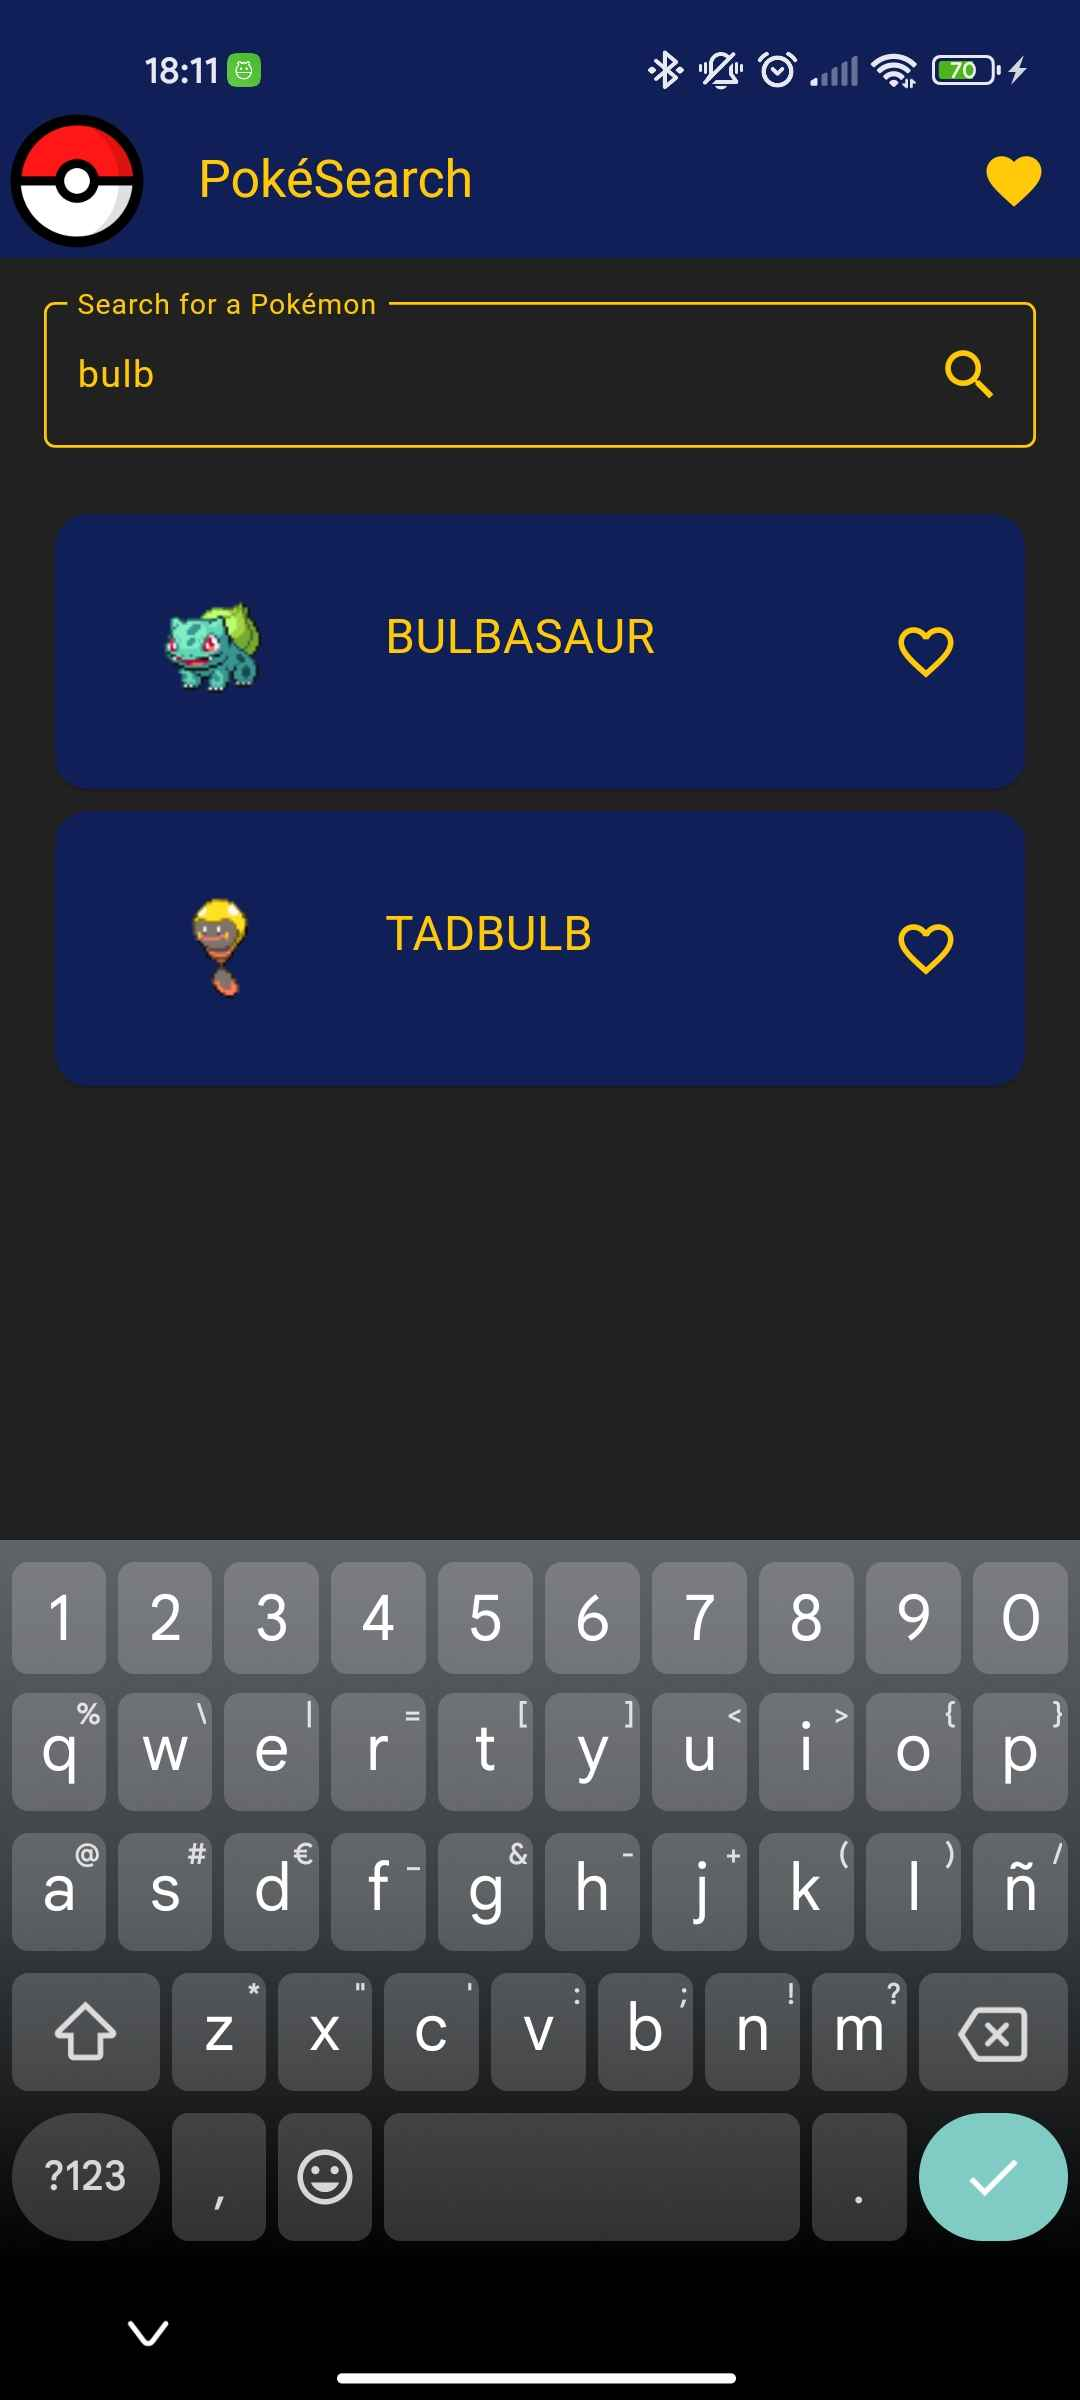 18:11
70
PokéSearch
Search for a Pokémon
bulb
BULBASAUR
TADBULB
1 2 3 4 5 6 7 8 9 0
% \ | = [ ] < > { }
q w e r t y u i o p
@ # € _ & - + ( ) /
a s d f g h j k l ñ
* " ' : ; ! ?
z x c v b n m
?123 , .